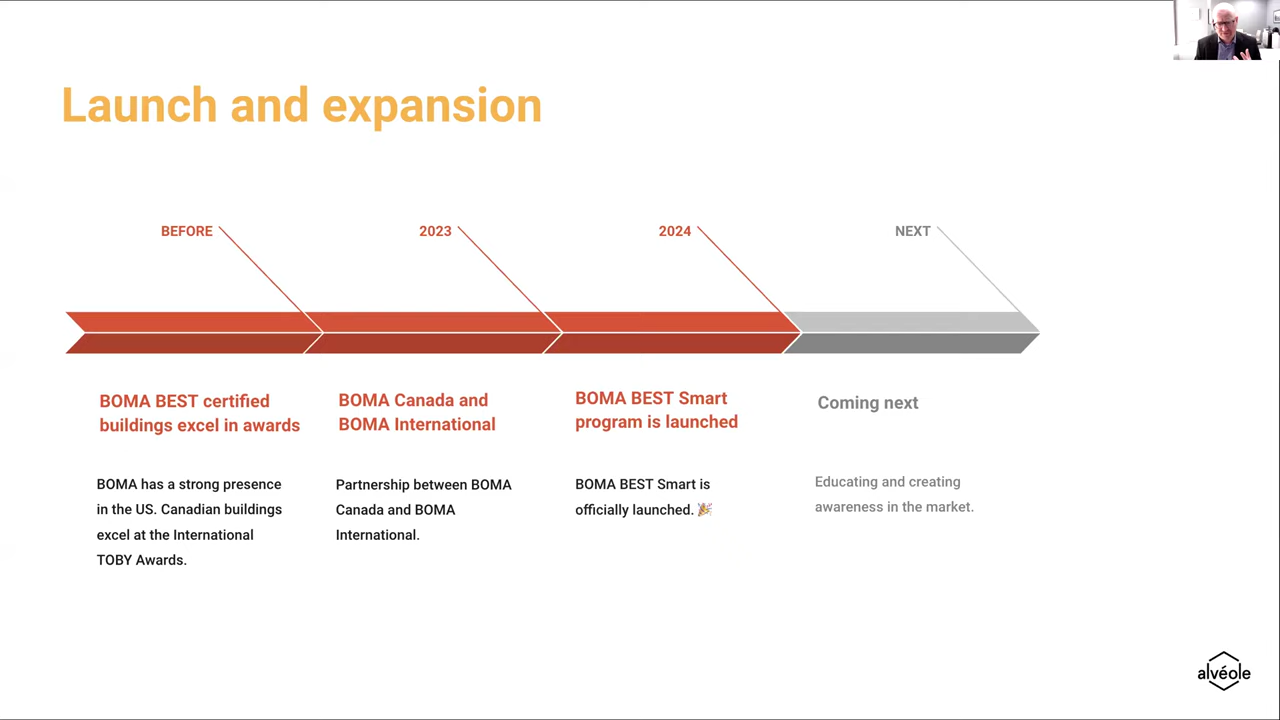 Launch and expansion
BEFORE
2023
2024
NEXT
BOMA BEST certified
buildings excel in awards
BOMA has a strong presence
in the US. Canadian buildings
excel at the International
TOBY Awards.
BOMA Canada and
BOMA International
Partnership between BOMA
Canada and BOMA
International.
BOMA BEST Smart
program is launched
BOMA BEST Smart is
officially launched. 🎉
Coming next
Educating and creating
awareness in the market.
alvéole